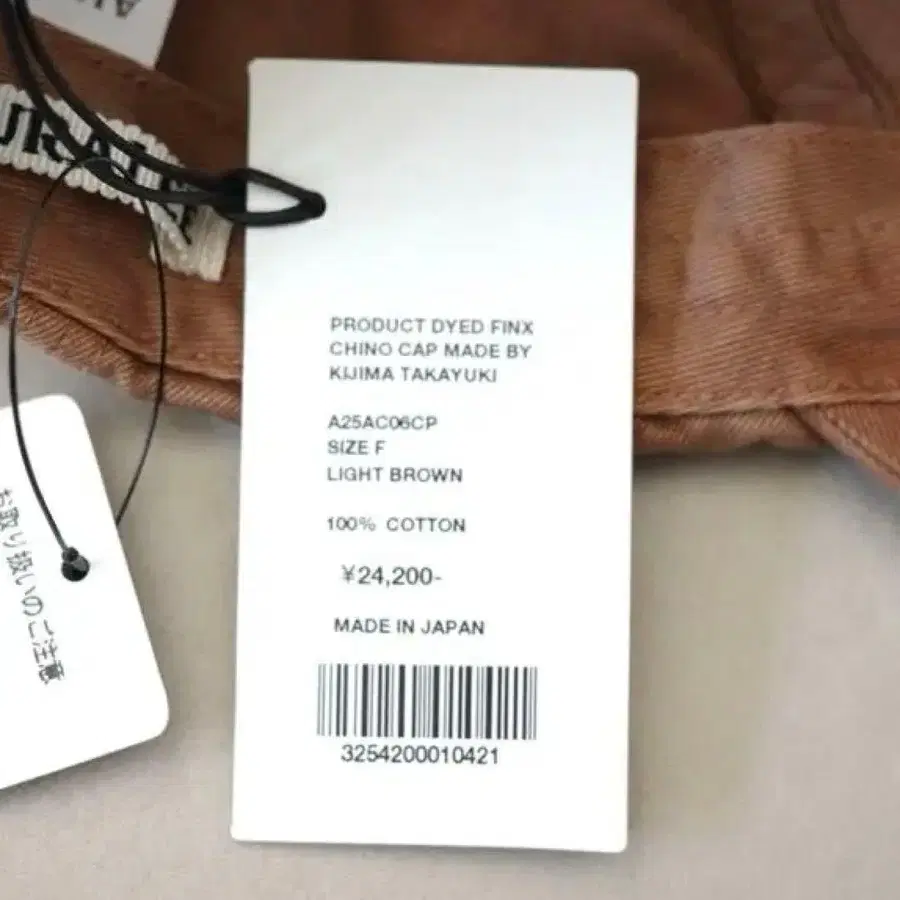 PRODUCT DYED FINX
CHINO CAP MADE BY
KIJIMA TAKAYUKI
A25AC06CP
SIZE F
LIGHT BROWN
100% COTTON
¥24,200-
MADE IN JAPAN
3254200010421
お取り扱いのご注意